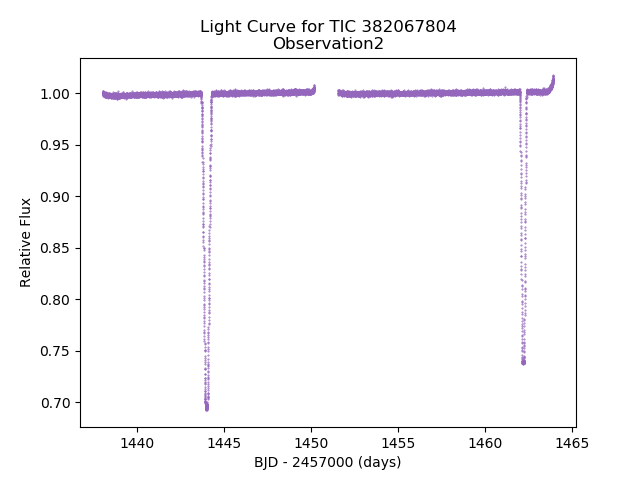 Light Curve for TIC 382067804
Observation2
1.00
0.95
0.90
0.85
0.80
0.75
0.70
Relative Flux
1440 1445 1450 1455 1460 1465
BJD - 2457000 (days)